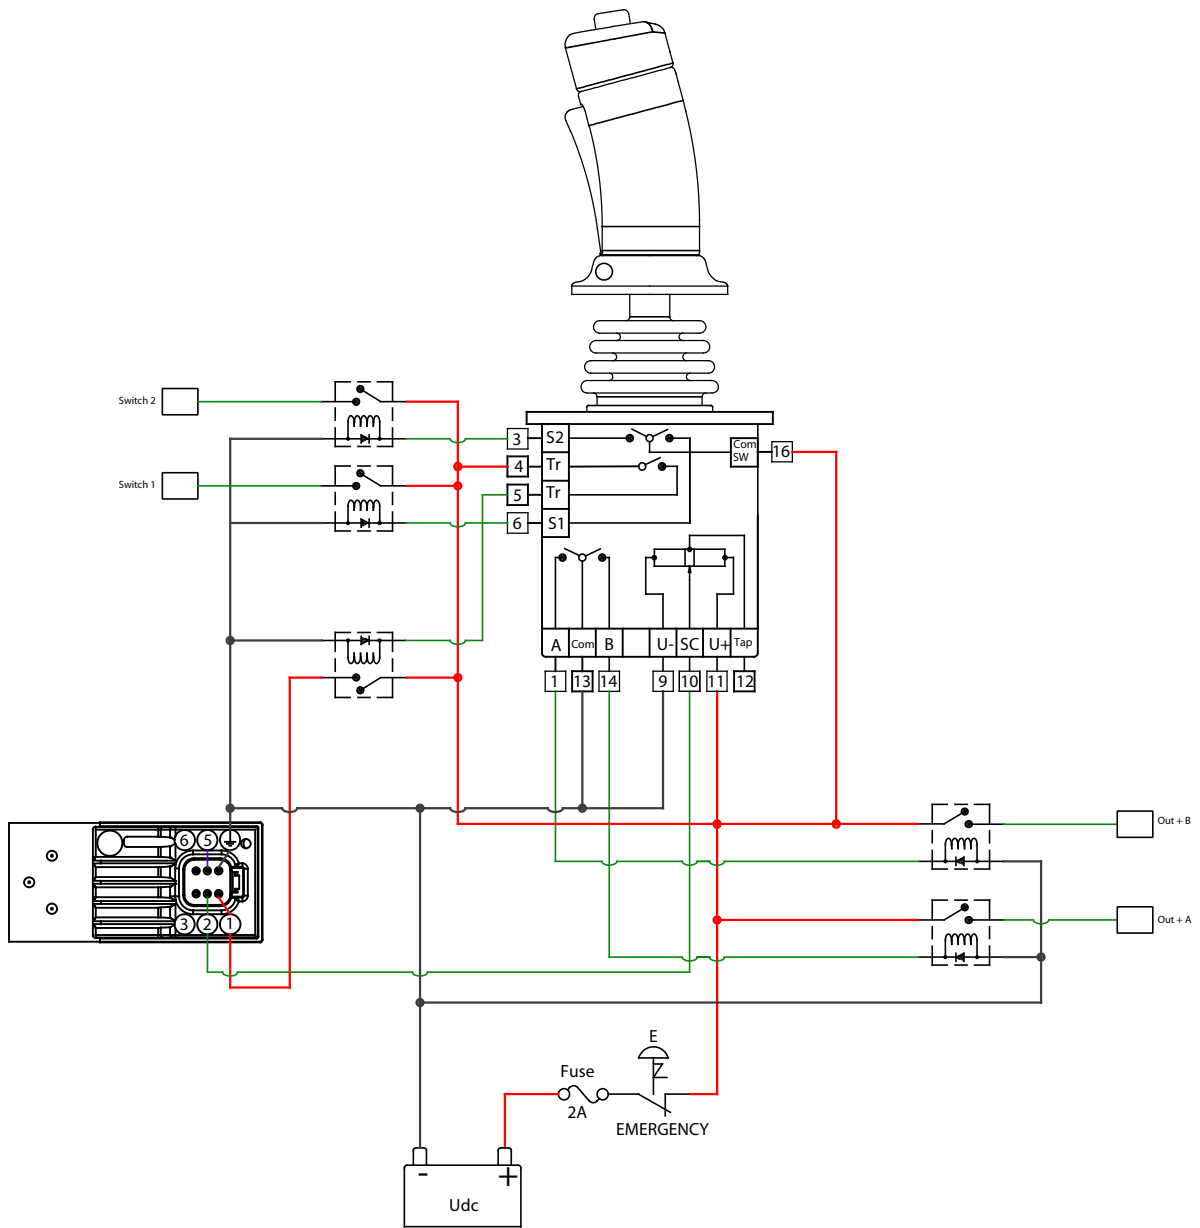 Switch 2
3 S2
Com
SW
16
4 Tr
Switch 1
5 Tr
6 S1
A Com B U- SC U+ Tap
1 13 14 9 10 11 12
Out + B
6 5
3 2 1
Out + A
E
Fuse
2A
EMERGENCY
- +
Udc